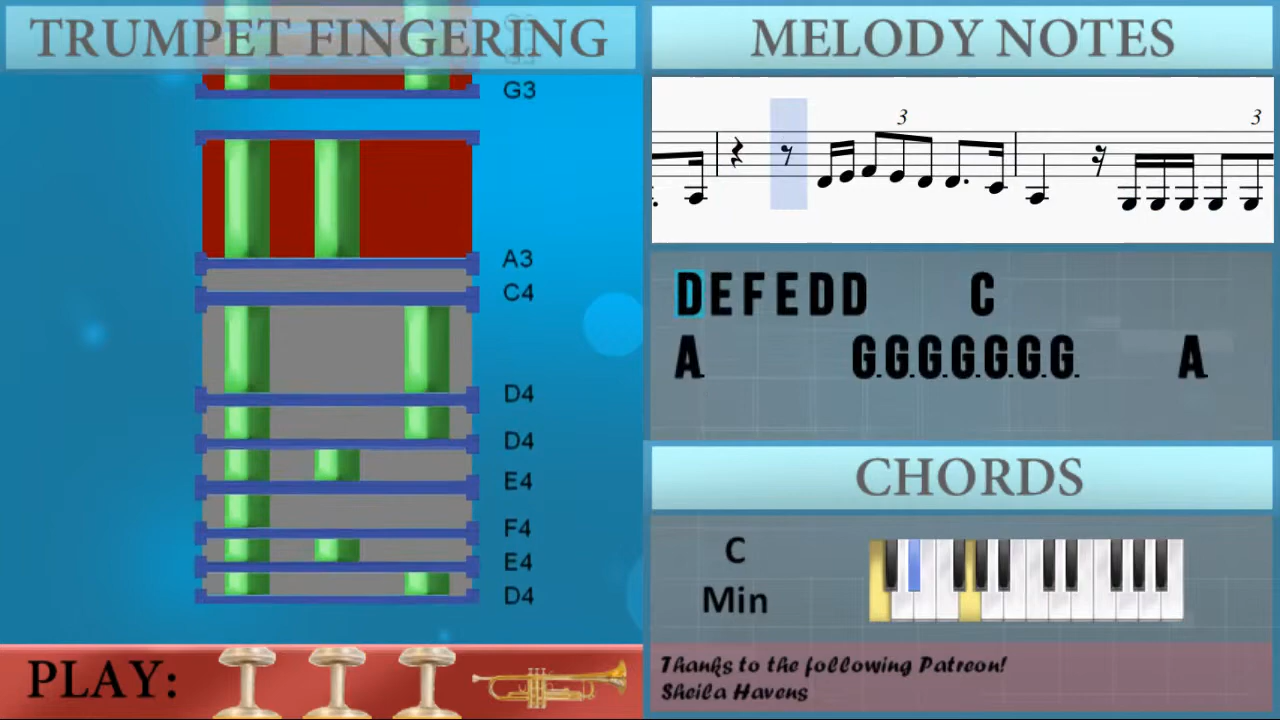 TRUMPET FINGERING
G3
A3
C4
D4
D4
E4
F4
E4
D4
PLAY:
MELODY NOTES
3
3
DEFEDD C
A G.G.G.G.G.G.G. A
CHORDS
C
Min
Thanks to the following Patreon!
Sheila Havens